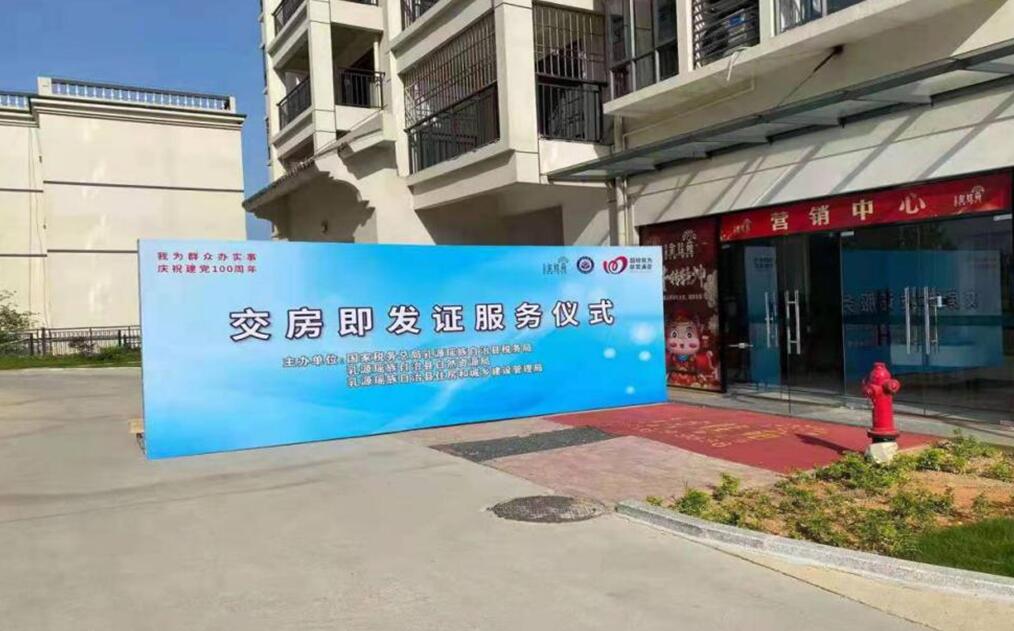 我为群众办实事
庆祝建党100周年
交房即发证服务仪式
主办单位:国家税务总局乳源瑶族自治县税务局
乳源瑶族自治县自然资源局
乳源瑶族自治县住房和城乡建设管理局
营销中心